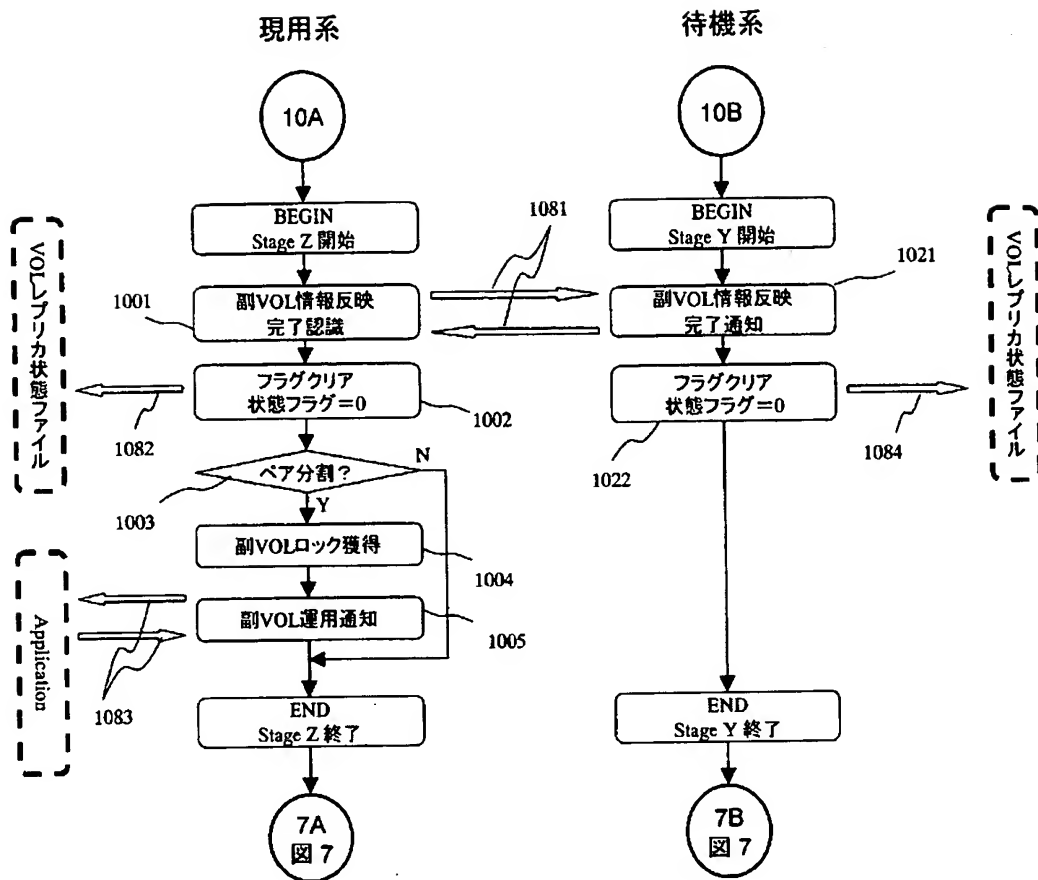 現用系
待機系
10A
10B
BEGIN
Stage Z 開始
BEGIN
Stage Y 開始
1081
1021
1001
副VOL情報反映
完了認識
副VOL情報反映
完了通知
VOLレプリカ状態ファイル
VOLレプリカ状態ファイル
フラグクリア
状態フラグ=0
フラグクリア
状態フラグ=0
1082
1002
1022
1084
ペア分割?
N
Y
1003
副VOLロック獲得
1004
副VOL運用通知
1005
Application
1083
END
Stage Z 終了
END
Stage Y 終了
7A
図 7
7B
図 7